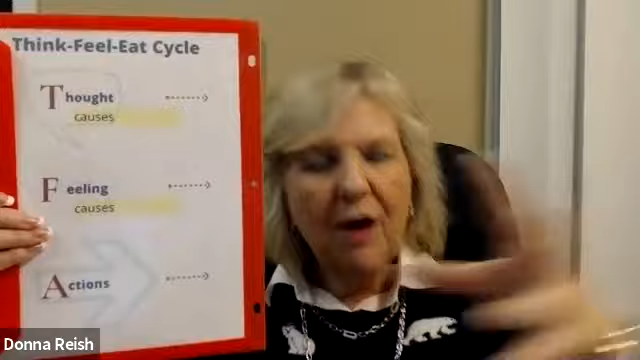 Think-Feel-Eat Cycle
Thought
causes
Feeling
causes
Actions
Donna Reish